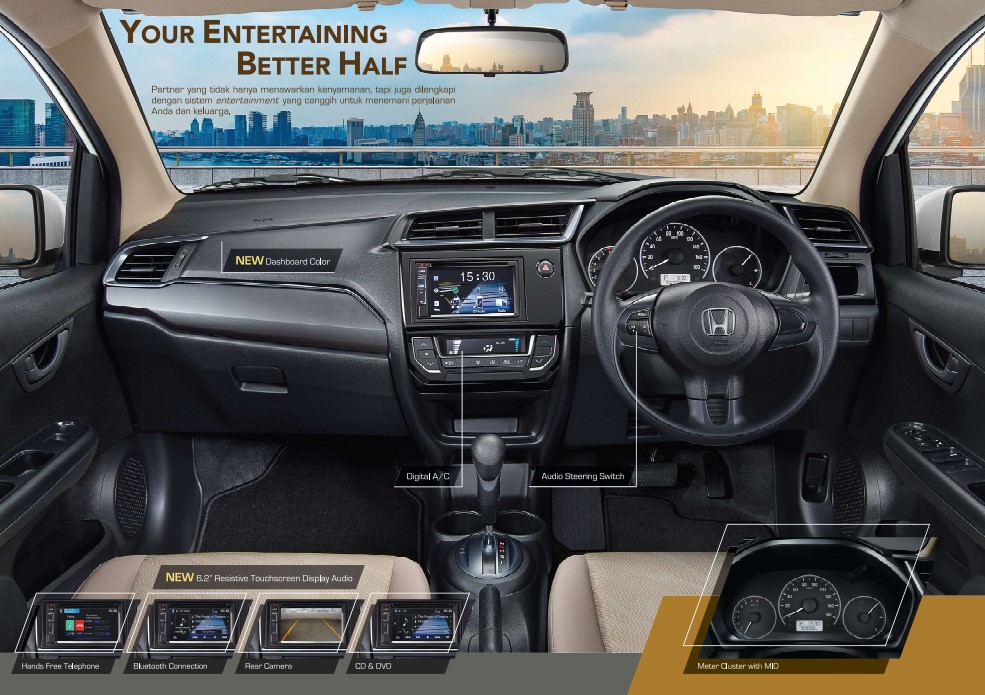 YOUR ENTERTAINING
BETTER HALF
Partner yang tidak hanya menawarkan kenyamanan, tapi juga dilengkapi
dengan sistem entertainment yang canggih untuk menemani perjalanan
Anda dan keluarga.
NEW Dashboard Color
15:30
Digital A/C
Audio Steering Switch
NEW 6.2" Resistive Touchscreen Display Audio
Hands Free Telephone
Bluetooth Connection
Rear Camera
CD & DVD
Meter Cluster with MID